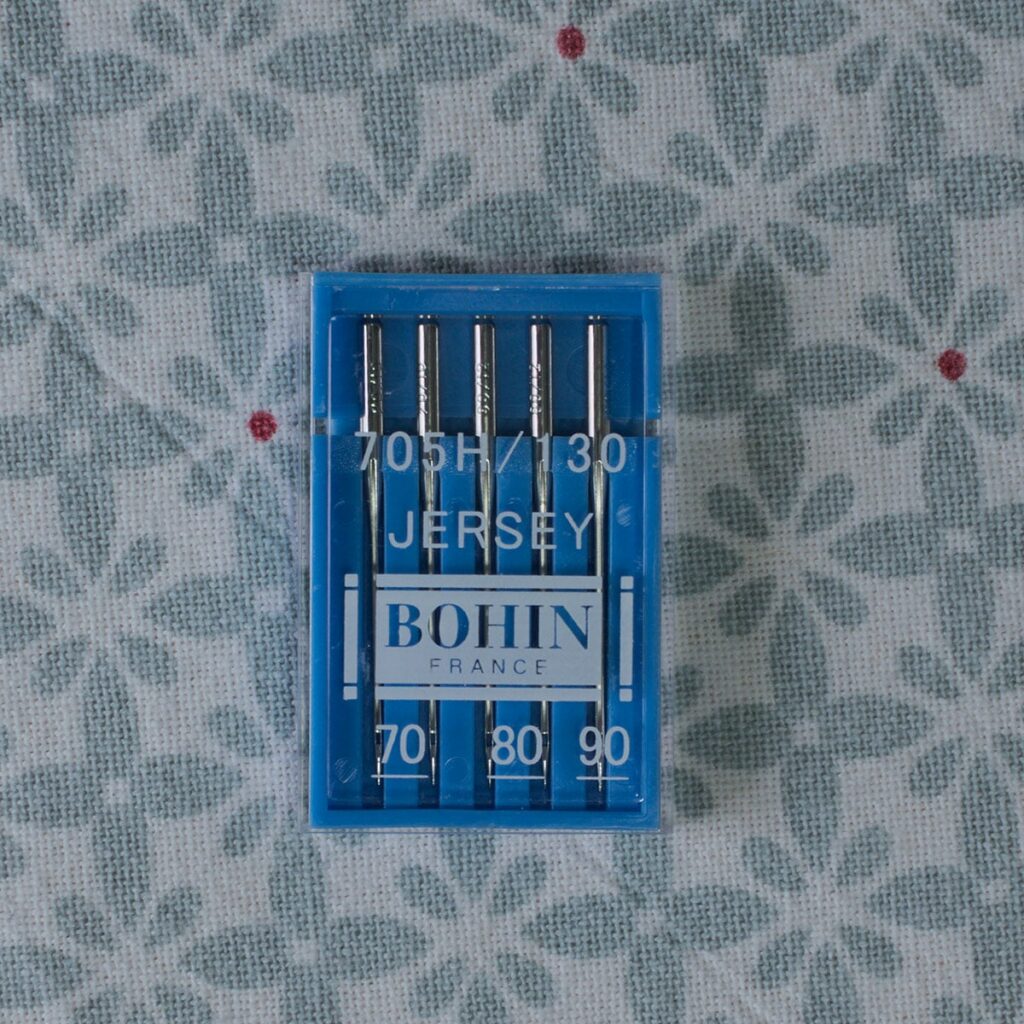 705H/130
JERSEY
BOHIN
FRANCE
70 80 90